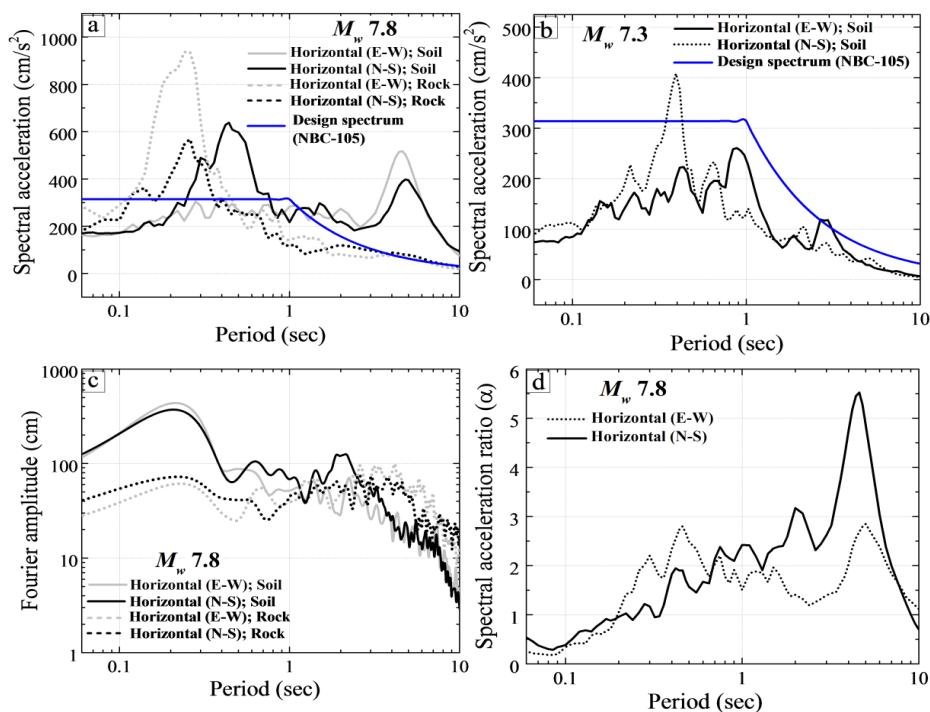 a
M_w 7.8
Spectral acceleration (cm/s²)
1000
800
600
400
200
0
Horizontal (E-W); Soil
Horizontal (N-S); Soil
Horizontal (E-W); Rock
Horizontal (N-S); Rock
Design spectrum
(NBC-105)
0.1
1
10
Period (sec)
b
M_w 7.3
Spectral acceleration (cm/s²)
500
400
300
200
100
0
Horizontal (E-W); Soil
Horizontal (N-S); Soil
Design spectrum (NBC-105)
0.1
1
10
Period (sec)
c
Fourier amplitude (cm)
1000
100
10
1
M_w 7.8
Horizontal (E-W); Soil
Horizontal (N-S); Soil
Horizontal (E-W); Rock
Horizontal (N-S); Rock
0.1
1
10
Period (sec)
d
M_w 7.8
Spectral acceleration ratio (α)
6
5
4
3
2
1
0
Horizontal (E-W)
Horizontal (N-S)
0.1
1
10
Period (sec)